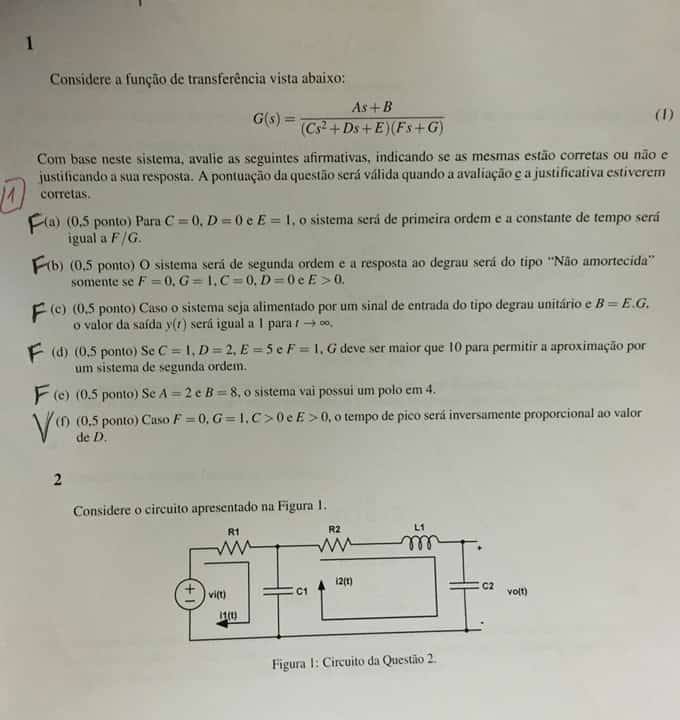 1
Considere a função de transferência vista abaixo:
G(s) = As + B / (Cs² + Ds + E)(Fs + G) (1)
Com base neste sistema, avalie as seguintes afirmativas, indicando se as mesmas estão corretas ou não e
justificando a sua resposta. A pontuação da questão será válida quando a avaliação e a justificativa estiverem
1 corretas.
F (a) (0,5 ponto) Para C = 0, D = 0 e E = 1, o sistema será de primeira ordem e a constante de tempo será
igual a F/G.
F (b) (0,5 ponto) O sistema será de segunda ordem e a resposta ao degrau será do tipo “Não amortecida”
somente se F = 0, G = 1, C = 0, D = 0 e E > 0.
F (c) (0,5 ponto) Caso o sistema seja alimentado por um sinal de entrada do tipo degrau unitário e B = E.G,
o valor da saída y(t) será igual a 1 para t → ∞.
F (d) (0,5 ponto) Se C = 1, D = 2, E = 5 e F = 1, G deve ser maior que 10 para permitir a aproximação por
um sistema de segunda ordem.
F (e) (0,5 ponto) Se A = 2 e B = 8, o sistema vai possui um polo em 4.
V (f) (0,5 ponto) Caso F = 0, G = 1, C > 0 e E > 0, o tempo de pico será inversamente proporcional ao valor
de D.
2
Considere o circuito apresentado na Figura 1.
R1 R2 L1
+
+ − vi(t) C1 i2(t) C2 vo(t)
i1(t)
-
Figura 1: Circuito da Questão 2.